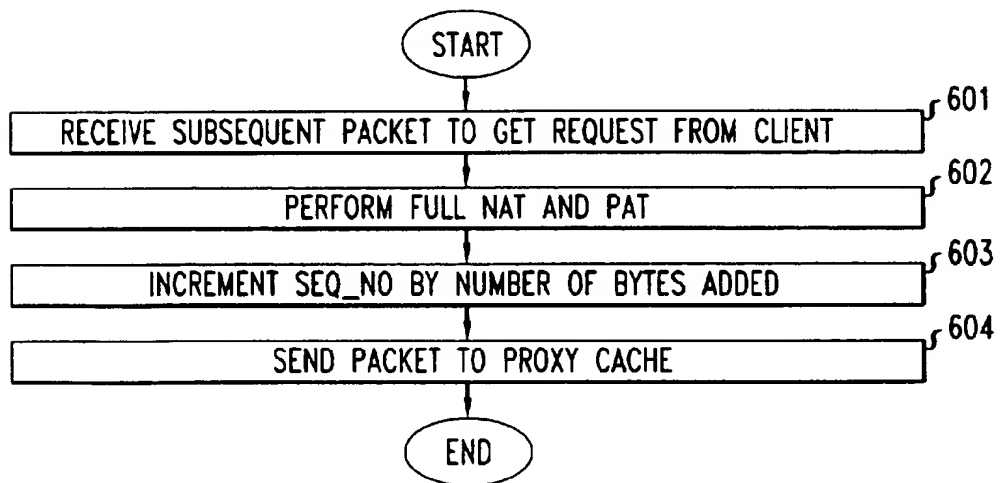 START
601
RECEIVE SUBSEQUENT PACKET TO GET REQUEST FROM CLIENT
602
PERFORM FULL NAT AND PAT
603
INCREMENT SEQ_NO BY NUMBER OF BYTES ADDED
604
SEND PACKET TO PROXY CACHE
END